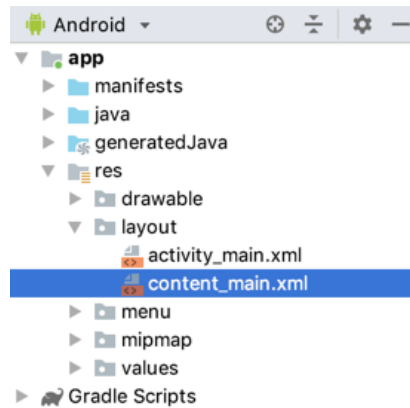 Android
app
manifests
java
generatedJava
res
drawable
layout
activity_main.xml
content_main.xml
menu
mipmap
values
Gradle Scripts